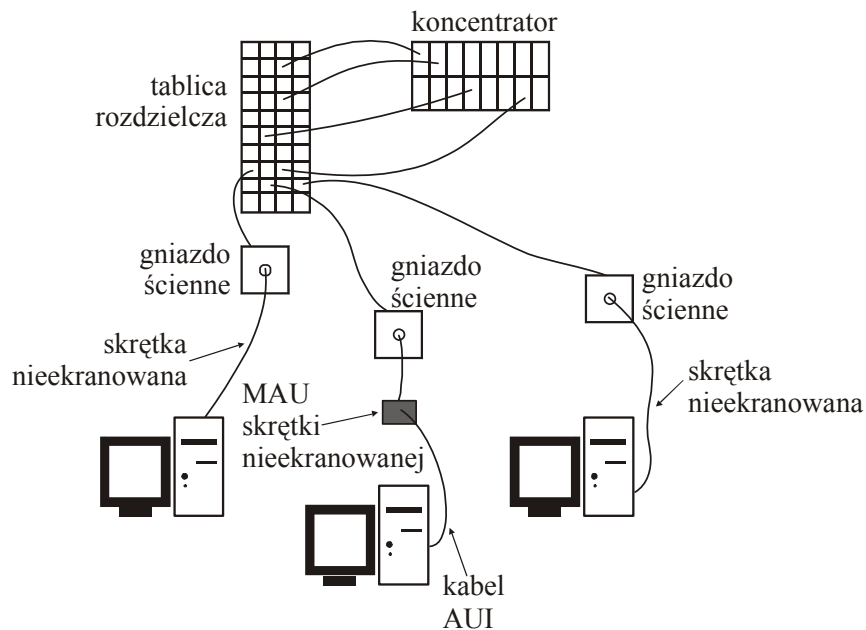 koncentrator
tablica
rozdzielcza
gniazdo
ścienne
gniazdo
ścienne
gniazdo
ścienne
skrętka
nieekranowana
MAU
skrętki
nieekranowanej
skrętka
nieekranowana
kabel
AUI